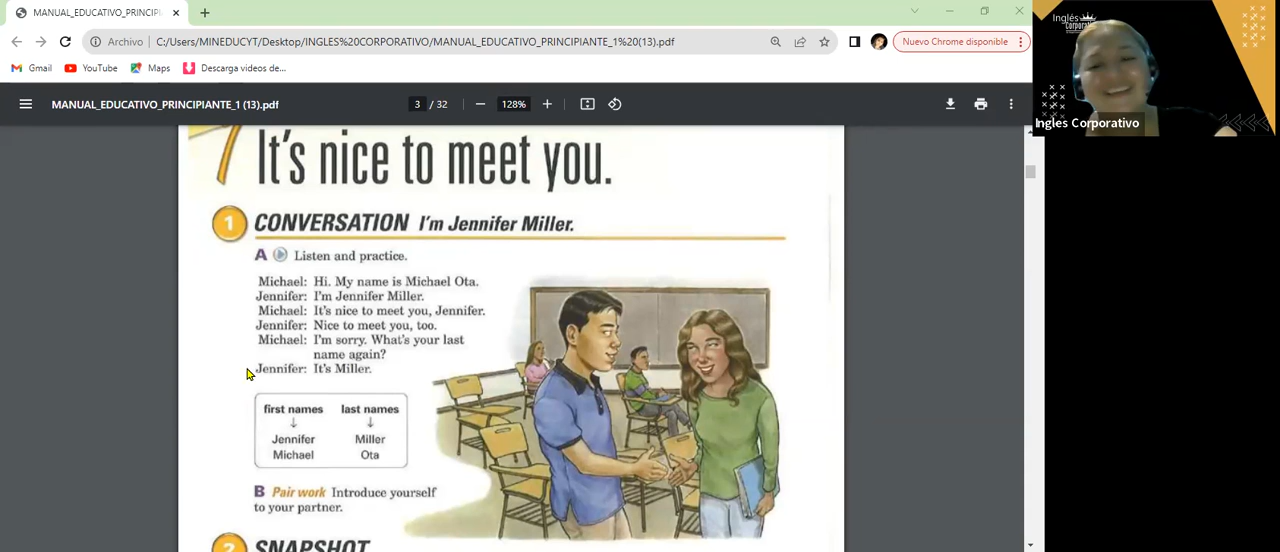 MANUAL_EDUCATIVO_PRINCIPI
Archivo
C:/Users/MINEDUCYT/Desktop/INGLES%20CORPORATIVO/MANUAL_EDUCATIVO_PRINCIPIANTE_1%20(13).pdf
Nuevo Chrome disponible
Gmail
YouTube
Maps
Descarga videos de...
MANUAL_EDUCATIVO_PRINCIPIANTE_1 (13).pdf
3 / 32
128%
Inglés
Corporativo
Ingles Corporativo
It's nice to meet you.
1 CONVERSATION I'm Jennifer Miller.
A Listen and practice.
Michael: Hi. My name is Michael Ota.
Jennifer: I'm Jennifer Miller.
Michael: It's nice to meet you, Jennifer.
Jennifer: Nice to meet you, too.
Michael: I'm sorry. What's your last
name again?
Jennifer: It's Miller.
first names last names
Jennifer Miller
Michael Ota
B Pair work Introduce yourself
to your partner.
2 SNAPSHOT